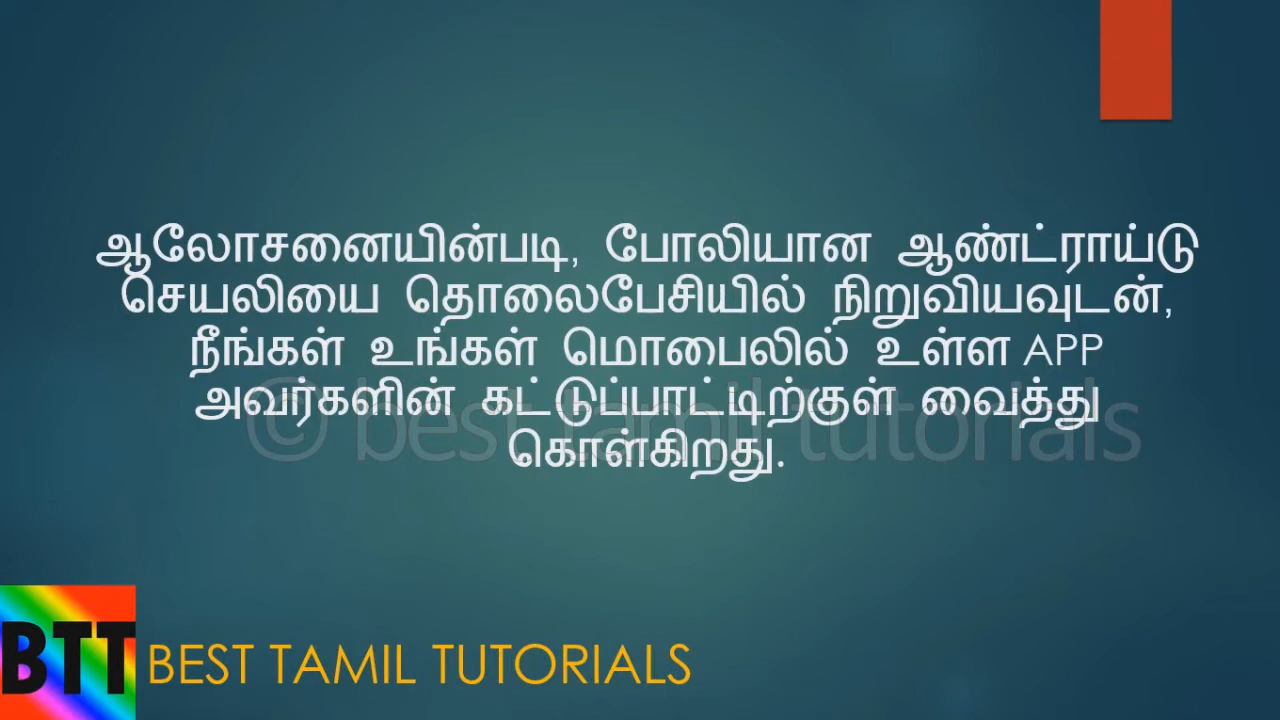 ஆலோசனையின்படி, போலியான ஆண்ட்ராய்டு
செயலியை தொலைபேசியில் நிறுவியவுடன்,
நீங்கள் உங்கள் மொபைலில் உள்ள APP
அவர்களின் கட்டுப்பாட்டிற்குள் வைத்து
கொள்கிறது.
© best tamil tutorials
BTT BEST TAMIL TUTORIALS